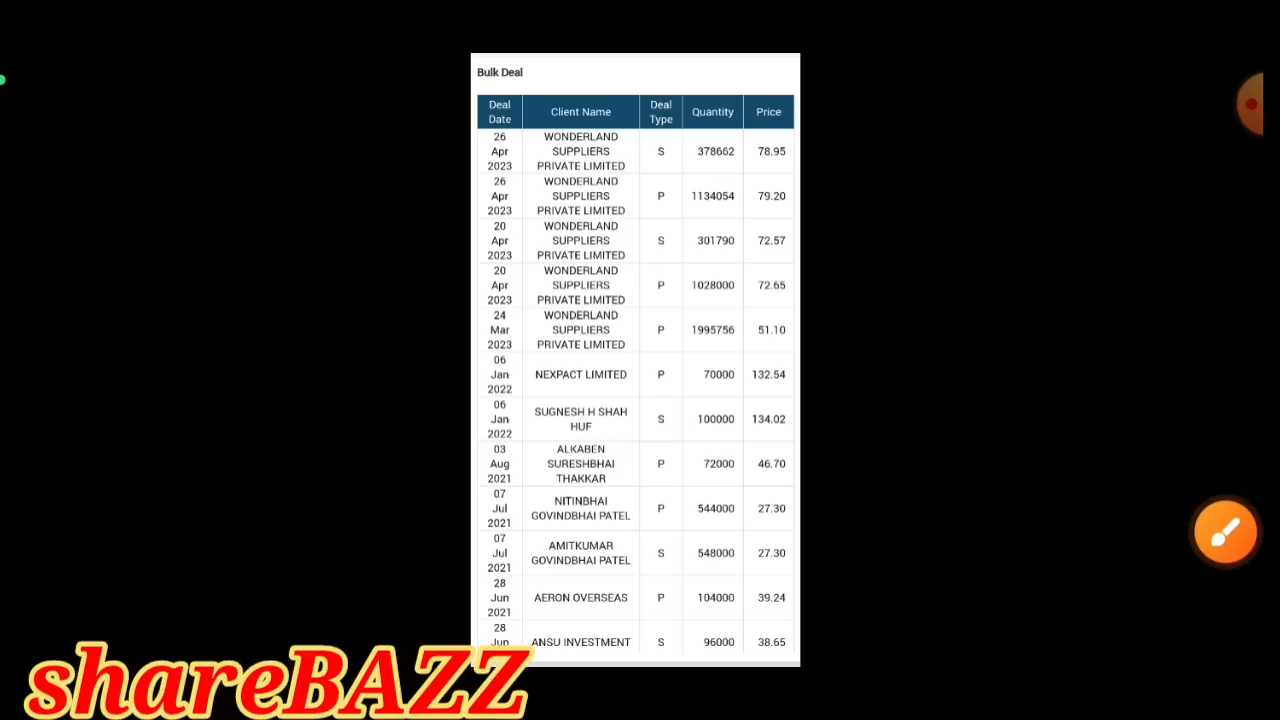 Bulk Deal
Deal Date Client Name Deal Type Quantity Price
26 Apr 2023 WONDERLAND SUPPLIERS PRIVATE LIMITED S 378662 78.95
26 Apr 2023 WONDERLAND SUPPLIERS PRIVATE LIMITED P 1134054 79.20
20 Apr 2023 WONDERLAND SUPPLIERS PRIVATE LIMITED S 301790 72.57
20 Apr 2023 WONDERLAND SUPPLIERS PRIVATE LIMITED P 1028000 72.65
24 Mar 2023 WONDERLAND SUPPLIERS PRIVATE LIMITED P 1995756 51.10
06 Jan 2022 NEXPACT LIMITED P 70000 132.54
06 Jan 2022 SUGNESH H SHAH HUF S 100000 134.02
03 Aug 2021 ALKABEN SURESHBHAI THAKKAR P 72000 46.70
07 Jul 2021 NITINBHAI GOVINDBHAI PATEL P 544000 27.30
07 Jul 2021 AMITKUMAR GOVINDBHAI PATEL S 548000 27.30
28 Jun 2021 AERON OVERSEAS P 104000 39.24
28 Jun ANSU INVESTMENT S 96000 38.65
shareBAZZ